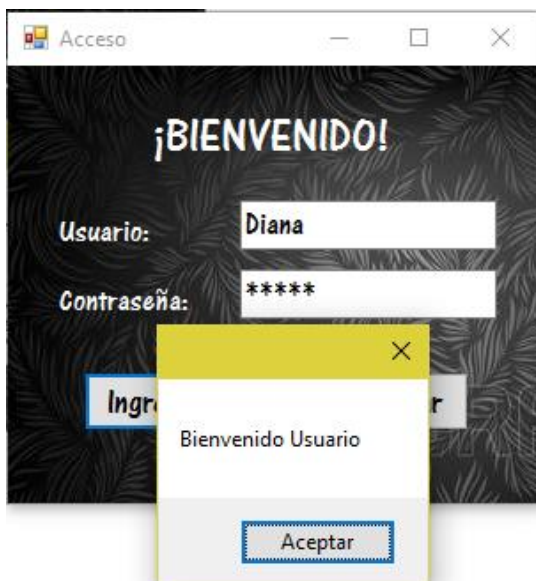 Acceso
¡BIENVENIDO!
Usuario: Diana
Contraseña: *****
Bienvenido Usuario
Aceptar